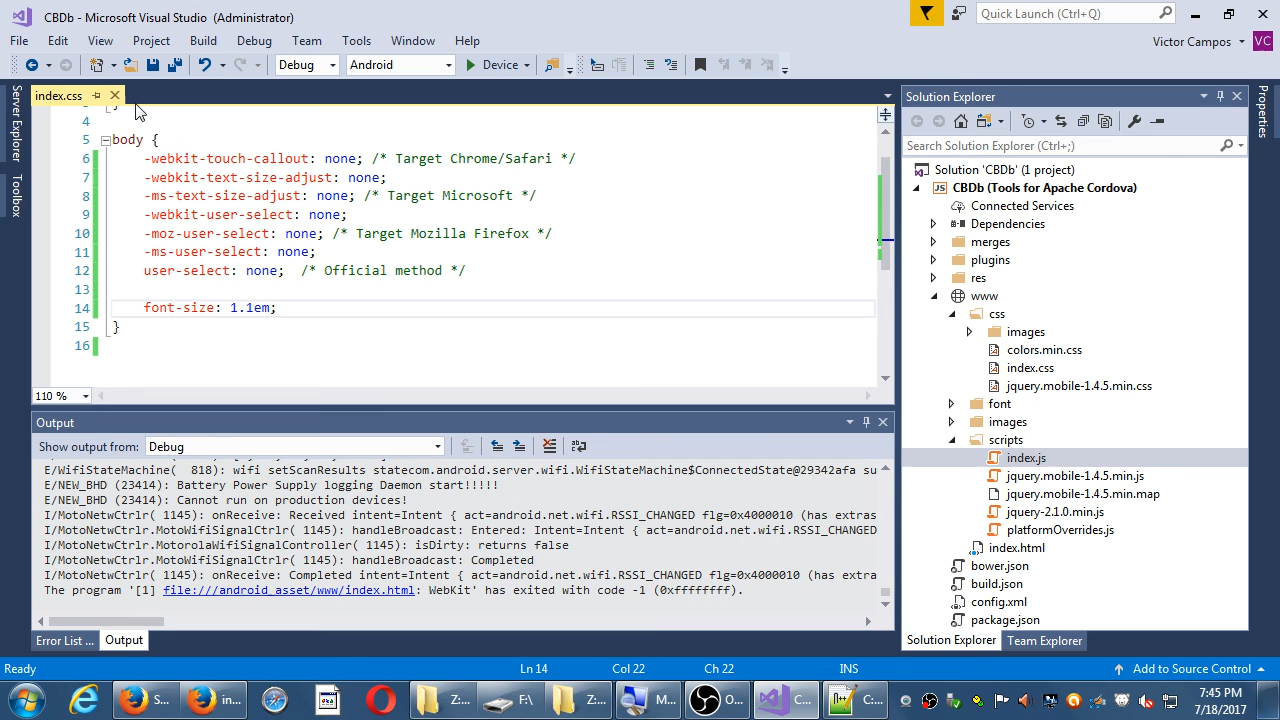 CBDb - Microsoft Visual Studio (Administrator)
Quick Launch (Ctrl+Q)
File Edit View Project Build Debug Team Tools Window Help
Victor Campos VC
Debug Android Device
index.css
Server Explorer
Toolbox
4
5 body {
6 -webkit-touch-callout: none; /* Target Chrome/Safari */
7 -webkit-text-size-adjust: none;
8 -ms-text-size-adjust: none; /* Target Microsoft */
9 -webkit-user-select: none;
10 -moz-user-select: none; /* Target Mozilla Firefox */
11 -ms-user-select: none;
12 user-select: none; /* Official method */
13
14 font-size: 1.1em;
15 }
16
110 %
Output
Show output from: Debug
E/WifiStateMachine( 818): wifi setScanResults statecom.android.server.wifi.WifiStateMachine$ConnectedState@29342afa su
E/NEW_BHD (23414): Battery Power Supply logging Daemon start!!!!!
E/NEW_BHD (23414): Cannot run on production devices!
I/MotoNetwCtrlr( 1145): onReceive: Received intent=Intent { act=android.net.wifi.RSSI_CHANGED flg=0x4000010 (has extras
I/MotoNetwCtrlr.MotoWifiSignalCtrl( 1145): handleBroadcast: Entered: Intent=Intent { act=android.net.wifi.RSSI_CHANGED
I/MotoNetwCtrlr.MotorolaWifiSignalController( 1145): isDirty: returns false
I/MotoNetwCtrlr.MotoWifiSignalCtrl( 1145): handleBroadcast: Completed
I/MotoNetwCtrlr( 1145): onReceive: Completed intent=Intent { act=android.net.wifi.RSSI_CHANGED flg=0x4000010 (has extra
The program '[1] file:///android_asset/www/index.html: WebKit' has exited with code -1 (0xffffffff).
Error List ... Output
Solution Explorer
Search Solution Explorer (Ctrl+;)
Solution 'CBDb' (1 project)
JS CBDb (Tools for Apache Cordova)
Connected Services
Dependencies
merges
plugins
res
www
css
images
colors.min.css
index.css
jquery.mobile-1.4.5.min.css
font
images
scripts
index.js
jquery.mobile-1.4.5.min.js
jquery.mobile-1.4.5.min.map
jquery-2.1.0.min.js
platformOverrides.js
index.html
bower.json
build.json
config.xml
package.json
Solution Explorer Team Explorer
Properties
Ready Ln 14 Col 22 Ch 22 INS Add to Source Control
S... in... Z:... F:\ Z:... M... O... C... C:...
7:45 PM
7/18/2017